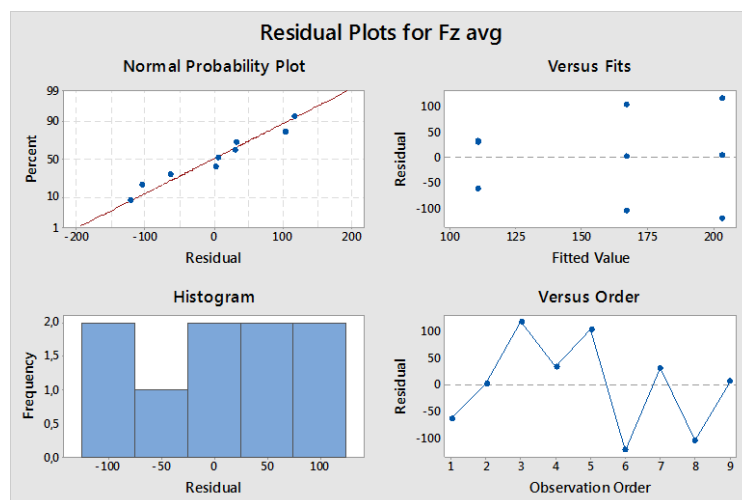 Residual Plots for Fz avg
Normal Probability Plot
99
90
50
10
1
Percent
-200 -100 0 100 200
Residual
Versus Fits
100
50
0
-50
-100
Residual
100 125 150 175 200
Fitted Value
Histogram
2,0
1,5
1,0
0,5
0,0
Frequency
-100 -50 0 50 100
Residual
Versus Order
100
50
0
-50
-100
Residual
1 2 3 4 5 6 7 8 9
Observation Order